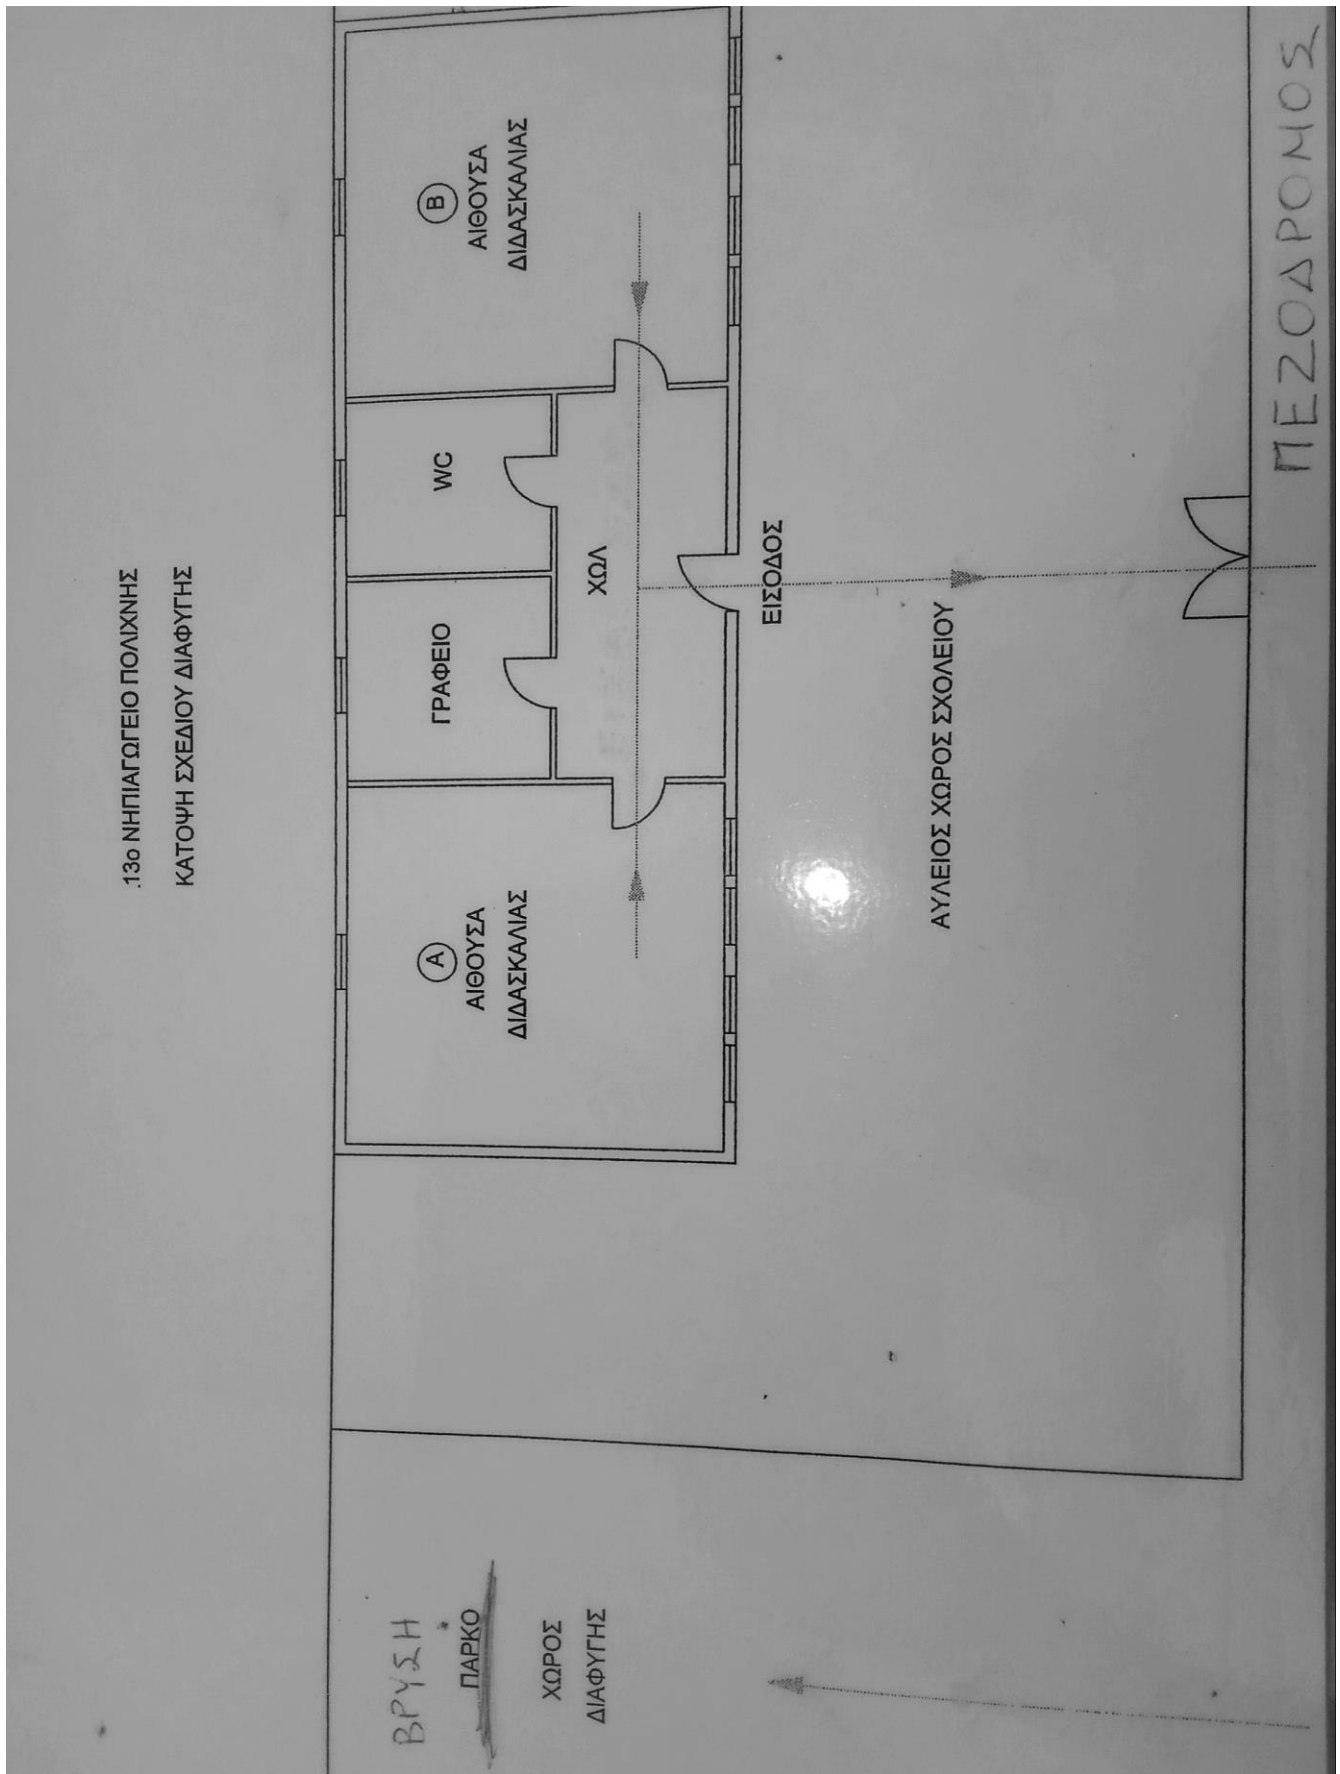 .13ο ΝΗΠΙΑΓΩΓΕΙΟ ΠΟΛΙΧΝΗΣ
ΚΑΤΟΨΗ ΣΧΕΔΙΟΥ ΔΙΑΦΥΓΗΣ
ΒΡΥΣΗ
ΠΑΡΚΟ
ΧΩΡΟΣ
ΔΙΑΦΥΓΗΣ
Α
ΑΙΘΟΥΣΑ
ΔΙΔΑΣΚΑΛΙΑΣ
ΓΡΑΦΕΙΟ
WC
ΧΩΛ
Β
ΑΙΘΟΥΣΑ
ΔΙΔΑΣΚΑΛΙΑΣ
ΕΙΣΟΔΟΣ
ΑΥΛΕΙΟΣ ΧΩΡΟΣ ΣΧΟΛΕΙΟΥ
ΠΕΖΟΔΡΟΜΟΣ